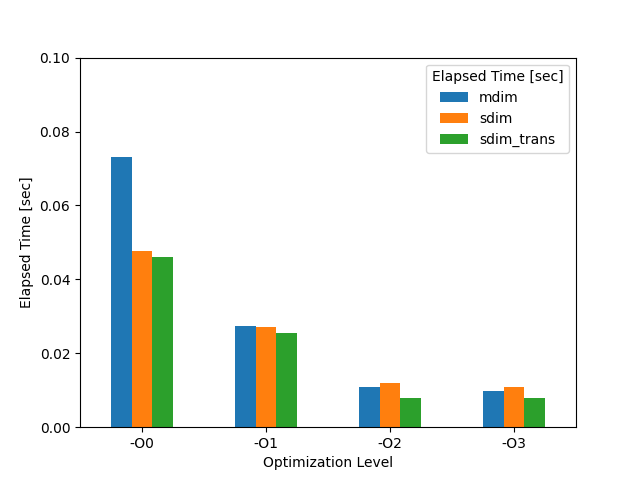 0.10
0.08
0.06
0.04
0.02
0.00
Elapsed Time [sec]
Elapsed Time [sec]
mdim
sdim
sdim_trans
-O0
-O1
-O2
-O3
Optimization Level